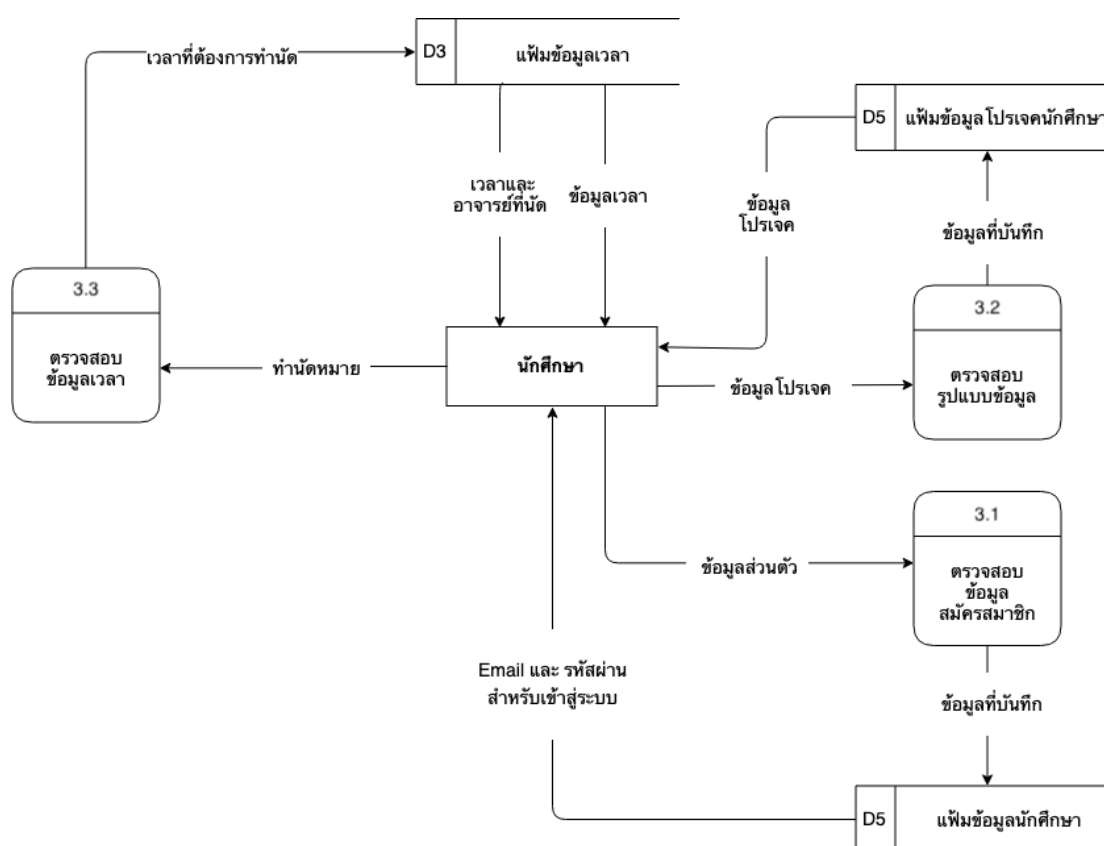 D3
แฟ้มข้อมูลเวลา
เวลาที่ต้องการทำนัด
D5
แฟ้มข้อมูลโปรเจคนักศึกษา
เวลาและ
อาจารย์ที่นัด
ข้อมูลเวลา
ข้อมูล
โปรเจค
ข้อมูลที่บันทึก
3.3
ตรวจสอบ
ข้อมูลเวลา
ทำนัดหมาย
นักศึกษา
ข้อมูลโปรเจค
3.2
ตรวจสอบ
รูปแบบข้อมูล
3.1
ตรวจสอบ
ข้อมูล
สมัครสมาชิก
ข้อมูลส่วนตัว
Email และ รหัสผ่าน
สำหรับเข้าสู่ระบบ
ข้อมูลที่บันทึก
D5
แฟ้มข้อมูลนักศึกษา